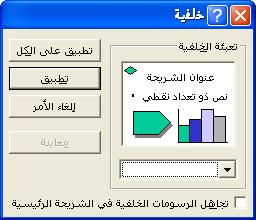 خلفية
تعبئة الخلفية
عنوان الشريحة
• نص ذو تعداد نقطي
تطبيق على الكل
تطبيق
إلغاء الأمر
معاينة
تجاهل الرسومات الخلفية في الشريحة الرئيسية